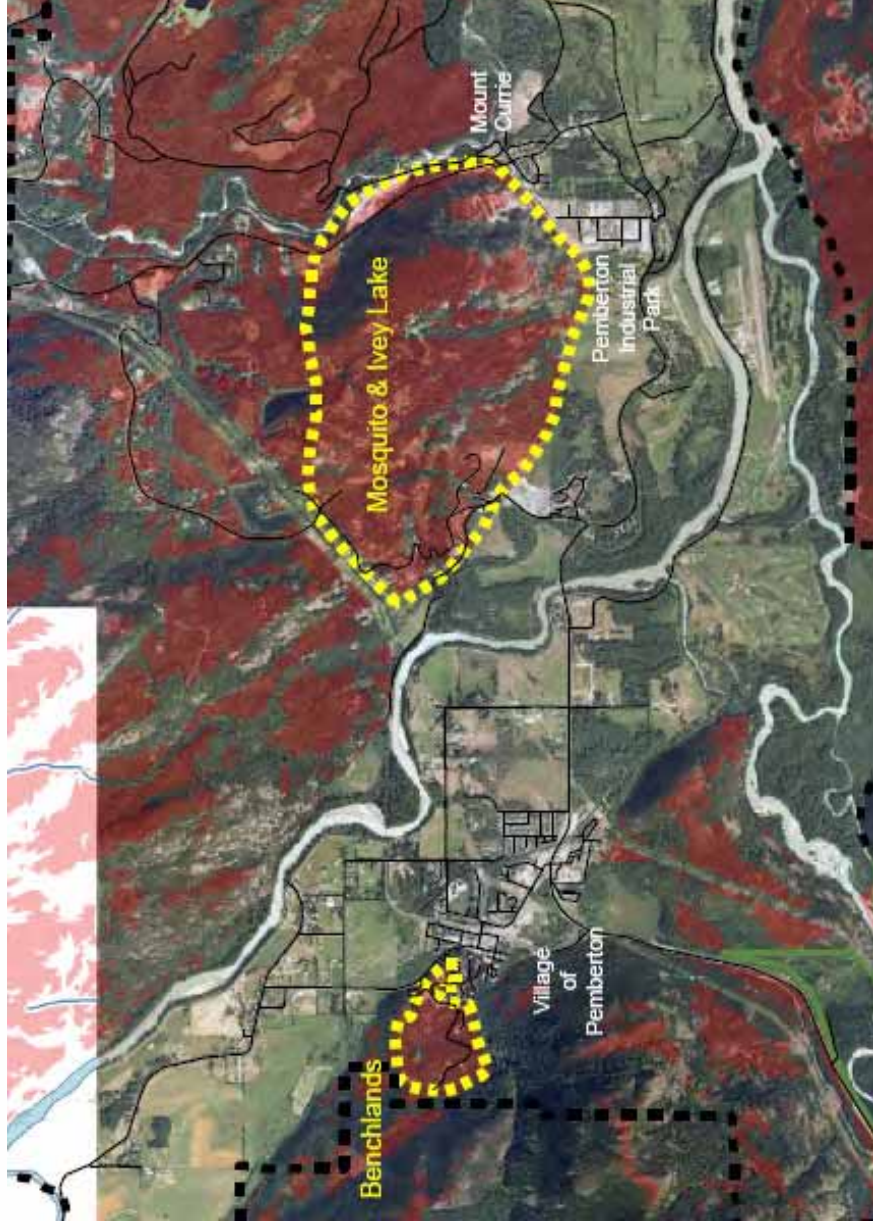 Mount
Currie
Mosquito & Ivey Lake
Pemberton
Industrial
Park
Village
of
Pemberton
Benchlands